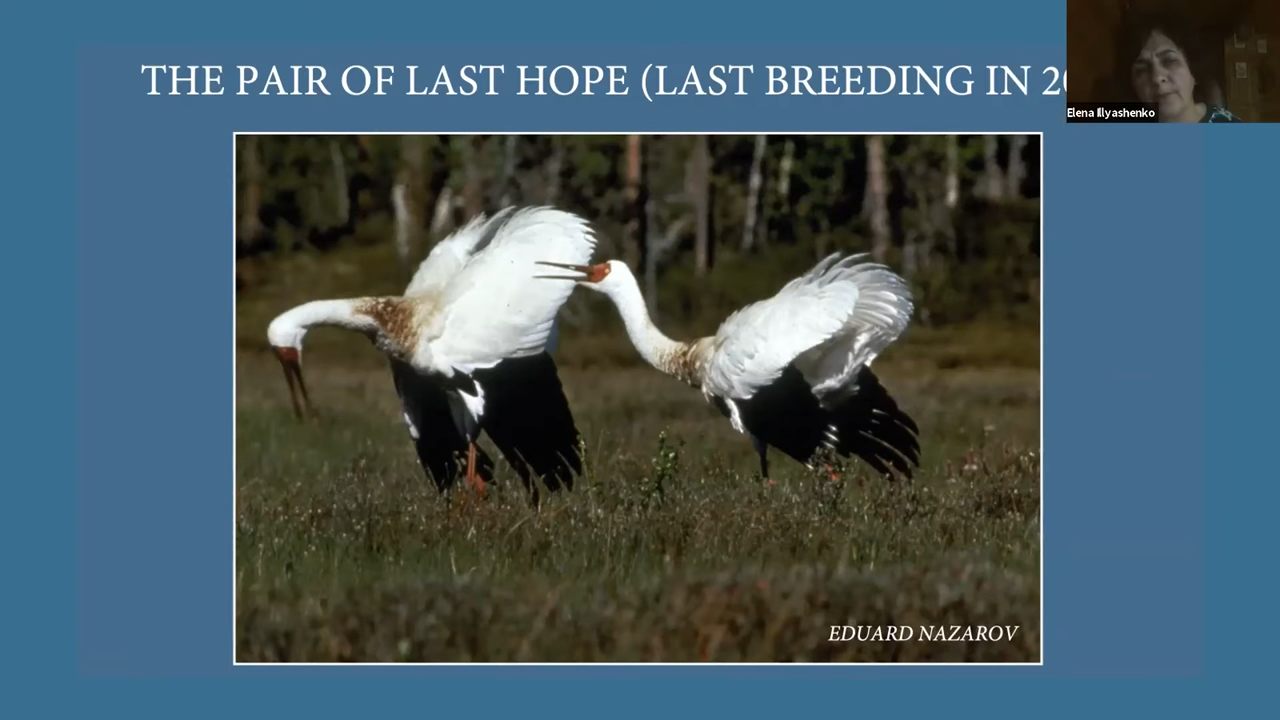 THE PAIR OF LAST HOPE (LAST BREEDING IN
Elena Illyashenko
EDUARD NAZAROV